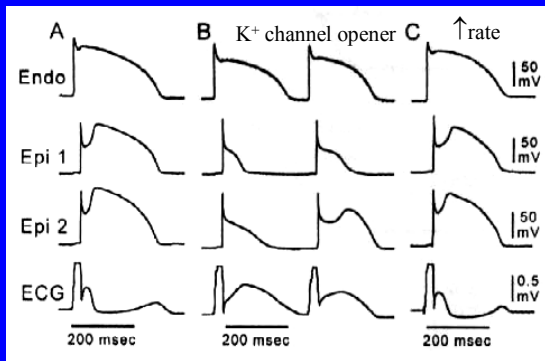 A B K⁺ channel opener C ↑rate
Endo 50 mV
Epi 1 50 mV
Epi 2 50 mV
ECG 0.5 mV
200 msec 200 msec 200 msec